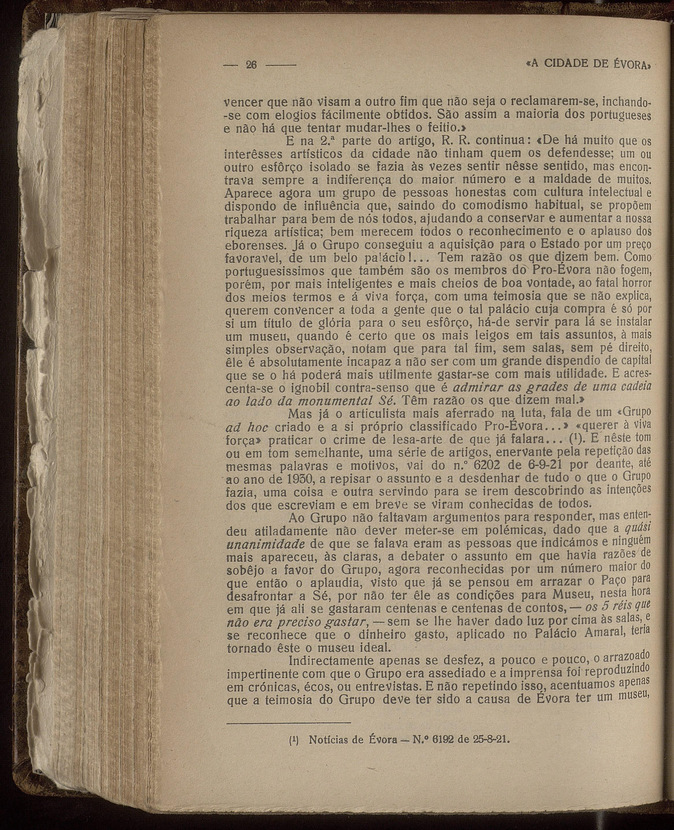 — 26 —— «A CIDADE DE ÉVORA»
vencer que não visam a outro fim que não seja o reclamarem-se, inchando-
-se com elogios fácilmente obtidos. São assim a maioria dos portugueses
e não há que tentar mudar-lhes o feitio.»
E na 2.ª parte do artigo, R. R. continua: «De há muito que os
interêsses artísticos da cidade não tinham quem os defendesse; um ou
outro esfôrço isolado se fazia às vezes sentir nêsse sentido, mas encon-
trava sempre a indiferença do maior número e a maldade de muitos.
Aparece agora um grupo de pessoas honestas com cultura intelectual e
dispondo de influência que, saindo do comodismo habitual, se propõem
trabalhar para bem de nós todos, ajudando a conservar e aumentar a nossa
riqueza artística; bem merecem todos o reconhecimento e o aplauso dos
eborenses. Já o Grupo conseguiu a aquisição para o Estado por um preço
favoravel, de um belo palácio!... Tem razão os que dizem bem. Como
portuguesissimos que também são os membros do Pro-Évora não fogem,
porém, por mais inteligentes e mais cheios de boa vontade, ao fatal horror
dos meios termos e á viva força, com uma teimosia que se não explica,
querem convencer a toda a gente que o tal palácio cuja compra é só por
si um título de glória para o seu esfôrço, há-de servir para lá se instalar
um museu, quando é certo que os mais leigos em tais assuntos, à mais
simples observação, notam que para tal fim, sem salas, sem pé direito,
êle é absolutamente incapaz a não ser com um grande dispendio de capital
que se o há poderá mais utilmente gastar-se com mais utilidade. E acres-
centa-se o ignobil contra-senso que é admirar as grades de uma cadeia
ao lado da monumental Sé. Têm razão os que dizem mal.»
Mas já o articulista mais aferrado na luta, fala de um «Grupo
ad hoc criado e a si próprio classificado Pro-Évora...» «querer à viva
força» praticar o crime de lesa-arte de que já falara... (¹). E nêste tom
ou em tom semelhante, uma série de artigos, enervante pela repetição das
mesmas palavras e motivos, vai do n.º 6202 de 6-9-21 por deante, até
ao ano de 1930, a repisar o assunto e a desdenhar de tudo o que o Grupo
fazia, uma coisa e outra servindo para se irem descobrindo as intenções
dos que escreviam e em breve se viram conhecidas de todos.
Ao Grupo não faltavam argumentos para responder, mas enten-
deu atiladamente não dever meter-se em polémicas, dado que a quási
unanimidade de que se falava eram as pessoas que indicámos e ninguém
mais apareceu, às claras, a debater o assunto em que havia razões de
sobêjo a favor do Grupo, agora reconhecidas por um número maior do
que então o aplaudia, visto que já se pensou em arrazar o Paço para
desafrontar a Sé, por não ter êle as condições para Museu, nesta hora
em que já ali se gastaram centenas e centenas de contos, — os 5 réis que
não era preciso gastar, — sem se lhe haver dado luz por cima às salas, e
se reconhece que o dinheiro gasto, aplicado no Palácio Amaral, teria
tornado êste o museu ideal.
Indirectamente apenas se desfez, a pouco e pouco, o arrazoado
impertinente com que o Grupo era assediado e a imprensa foi reproduzindo
em crónicas, écos, ou entrevistas. E não repetindo isso, acentuamos apenas
que a teimosia do Grupo deve ter sido a causa de Évora ter um museu,
(¹) Notícias de Évora — N.º 6192 de 25-8-21.